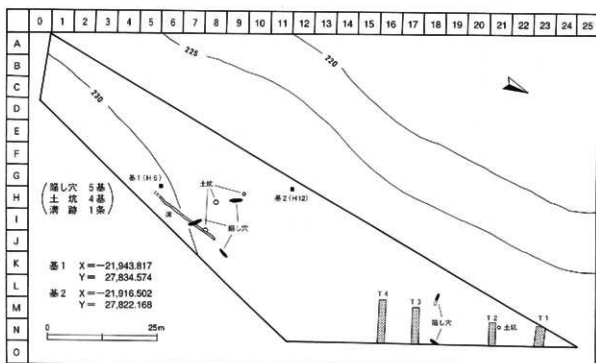 0 1 2 3 4 5 6 7 8 9 10 11 12 13 14 15 16 17 18 19 20 21 22 23 24 25
A
B
C
D
E
F
G
H
I
J
K
L
M
N
O
225
220
230
基1(H6)
土坑
基2(H12)
陥し穴 5基
土坑 4基
溝跡 1条
溝
陥し穴
基1 X=-21,943.817
Y= 27,834.574
基2 X=-21,916.502
Y= 27,822.168
0 25m
T4
T3
陥し穴
T2
土坑
T1